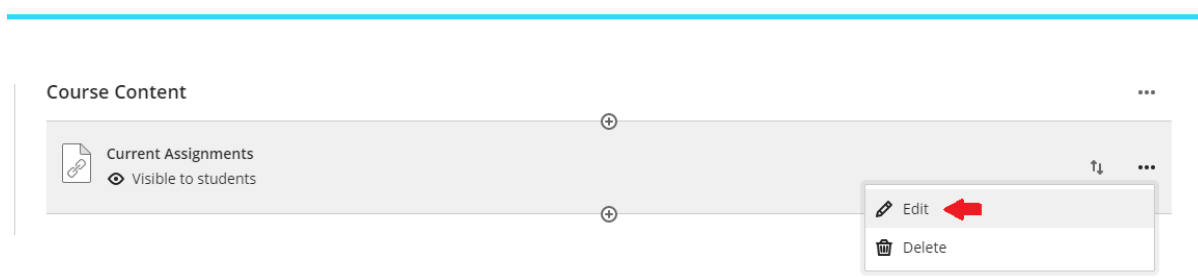 Course Content
Current Assignments
Visible to students
Edit
Delete